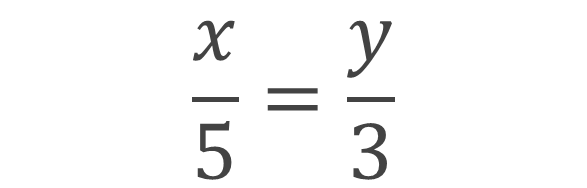 x/5 = y/3